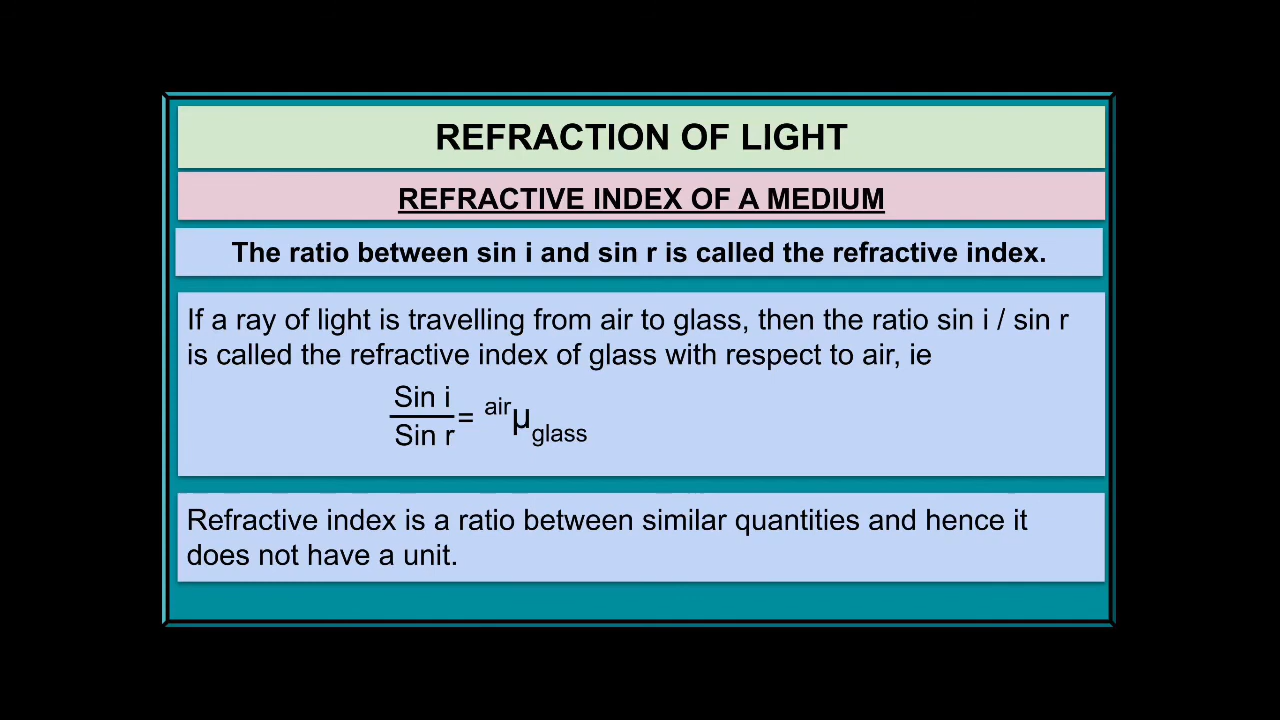 REFRACTION OF LIGHT
REFRACTIVE INDEX OF A MEDIUM
The ratio between sin i and sin r is called the refractive index.
If a ray of light is travelling from air to glass, then the ratio sin i / sin r
is called the refractive index of glass with respect to air, ie
Sin i
Sin r
= air μ glass
Refractive index is a ratio between similar quantities and hence it
does not have a unit.